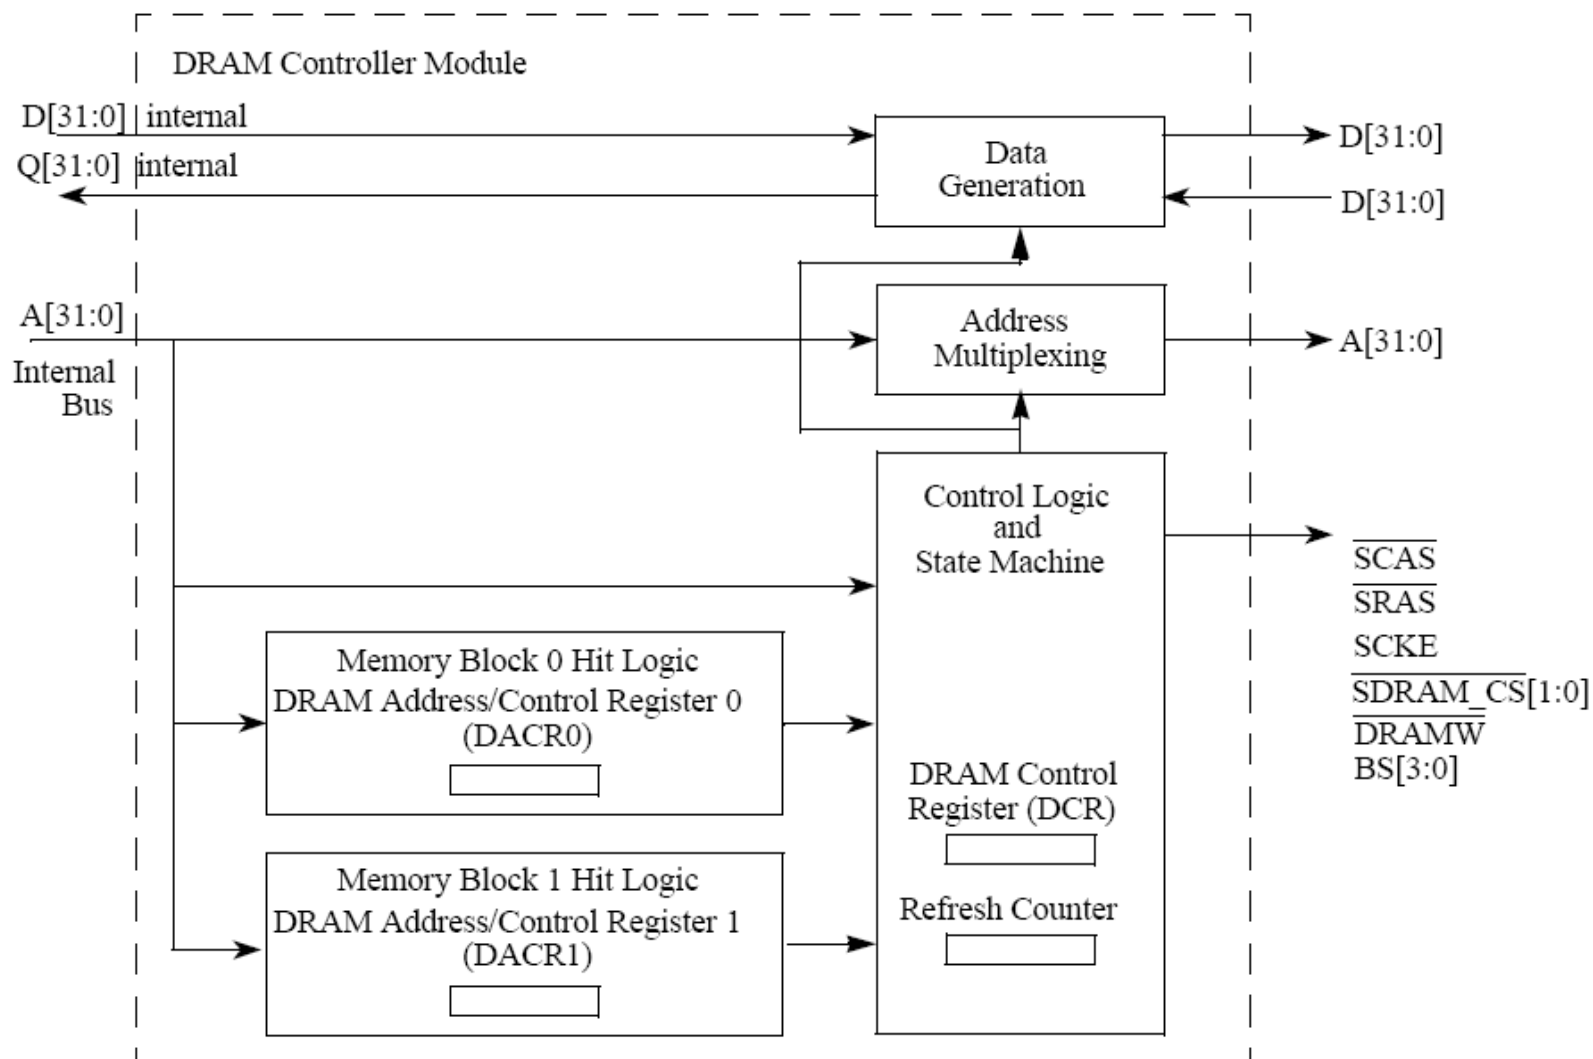 DRAM Controller Module
D[31:0] internal
Q[31:0] internal
Data
Generation
D[31:0]
D[31:0]
A[31:0]
Internal
Bus
Address
Multiplexing
A[31:0]
Control Logic
and
State Machine
SCAS
SRAS
SCKE
SDRAM_CS[1:0]
DRAMW
BS[3:0]
Memory Block 0 Hit Logic
DRAM Address/Control Register 0
(DACR0)
DRAM Control
Register (DCR)
Memory Block 1 Hit Logic
DRAM Address/Control Register 1
(DACR1)
Refresh Counter